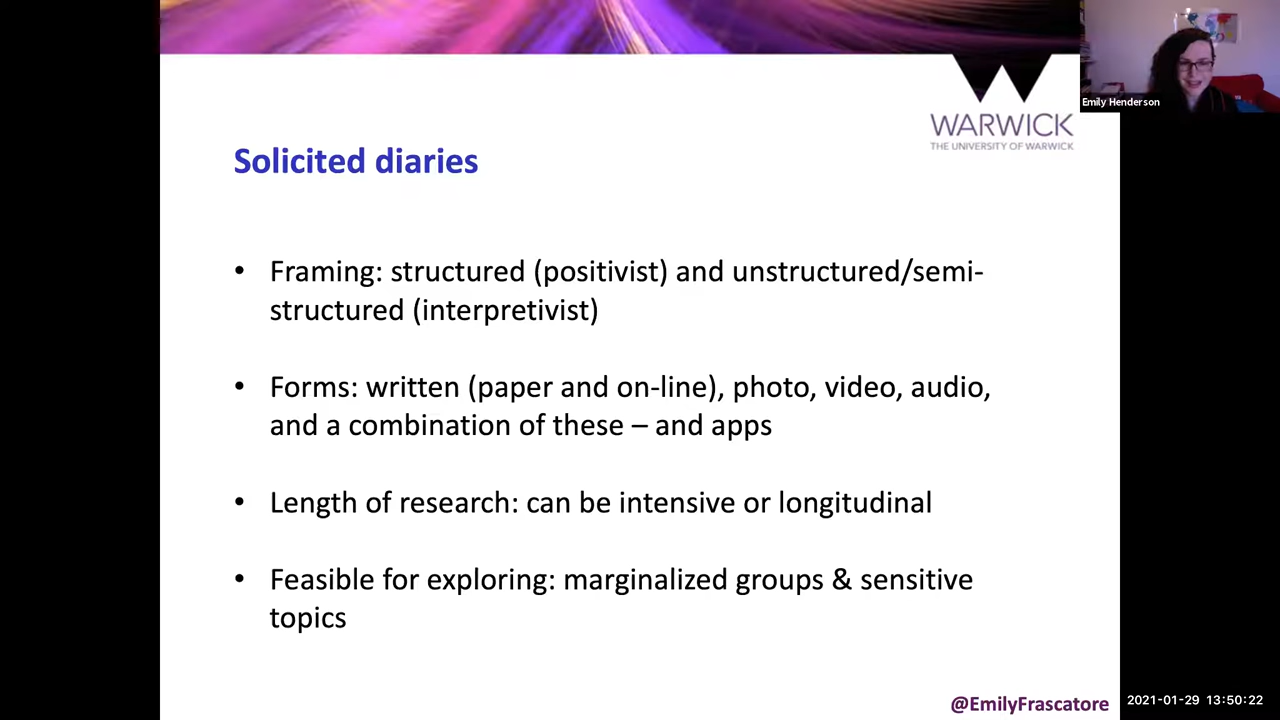 WARWICK
THE UNIVERSITY OF WARWICK
Emily Henderson
Solicited diaries
• Framing: structured (positivist) and unstructured/semi-
structured (interpretivist)
• Forms: written (paper and on-line), photo, video, audio,
and a combination of these – and apps
• Length of research: can be intensive or longitudinal
• Feasible for exploring: marginalized groups & sensitive
topics
@EmilyFrascatore
2021-01-29 13:50:22